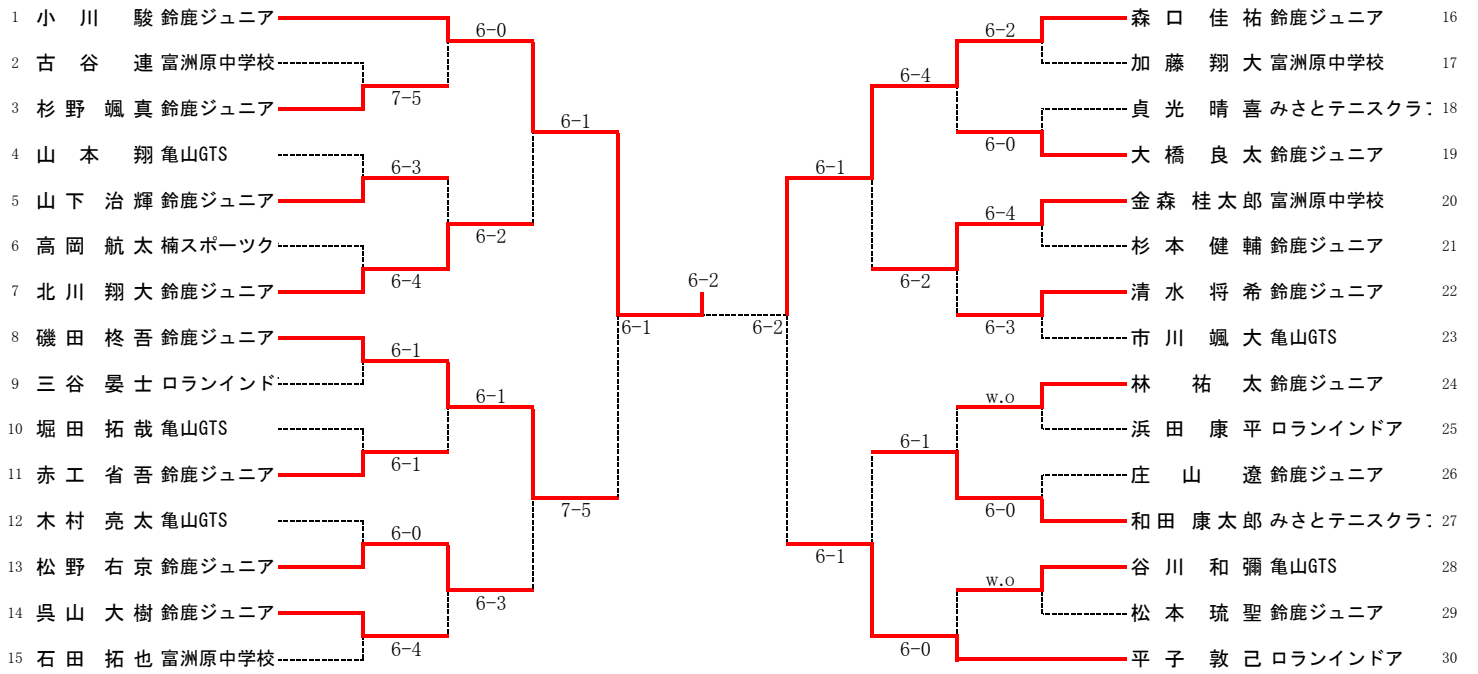 1 小川 駿 鈴鹿ジュニア
2 古谷 連 富洲原中学校
3 杉野 颯真 鈴鹿ジュニア
4 山本 翔 亀山GTS
5 山下 治輝 鈴鹿ジュニア
6 高岡 航太 楠スポーツク
7 北川 翔大 鈴鹿ジュニア
8 磯田 柊吾 鈴鹿ジュニア
9 三谷 晏士 ロランインド
10 堀田 拓哉 亀山GTS
11 赤工 省吾 鈴鹿ジュニア
12 木村 亮太 亀山GTS
13 松野 右京 鈴鹿ジュニア
14 呉山 大樹 鈴鹿ジュニア
15 石田 拓也 富洲原中学校
6-0
7-5
6-1
6-3
6-2
6-4
6-1
6-1
6-1
6-1
7-5
6-0
6-3
6-4
6-2
6-2
6-1
6-4
6-2
6-0
6-4
6-2
6-3
w.o
6-1
6-0
6-1
w.o
6-0
森口 佳祐 鈴鹿ジュニア 16
加藤 翔大 富洲原中学校 17
貞光 晴喜 みさとテニスクラ 18
大橋 良太 鈴鹿ジュニア 19
金森 桂太郎 富洲原中学校 20
杉本 健輔 鈴鹿ジュニア 21
清水 将希 鈴鹿ジュニア 22
市川 颯大 亀山GTS 23
林 祐太 鈴鹿ジュニア 24
浜田 康平 ロランインドア 25
庄山 遼 鈴鹿ジュニア 26
和田 康太郎 みさとテニスクラ 27
谷川 和彌 亀山GTS 28
松本 琉聖 鈴鹿ジュニア 29
平子 敦己 ロランインドア 30